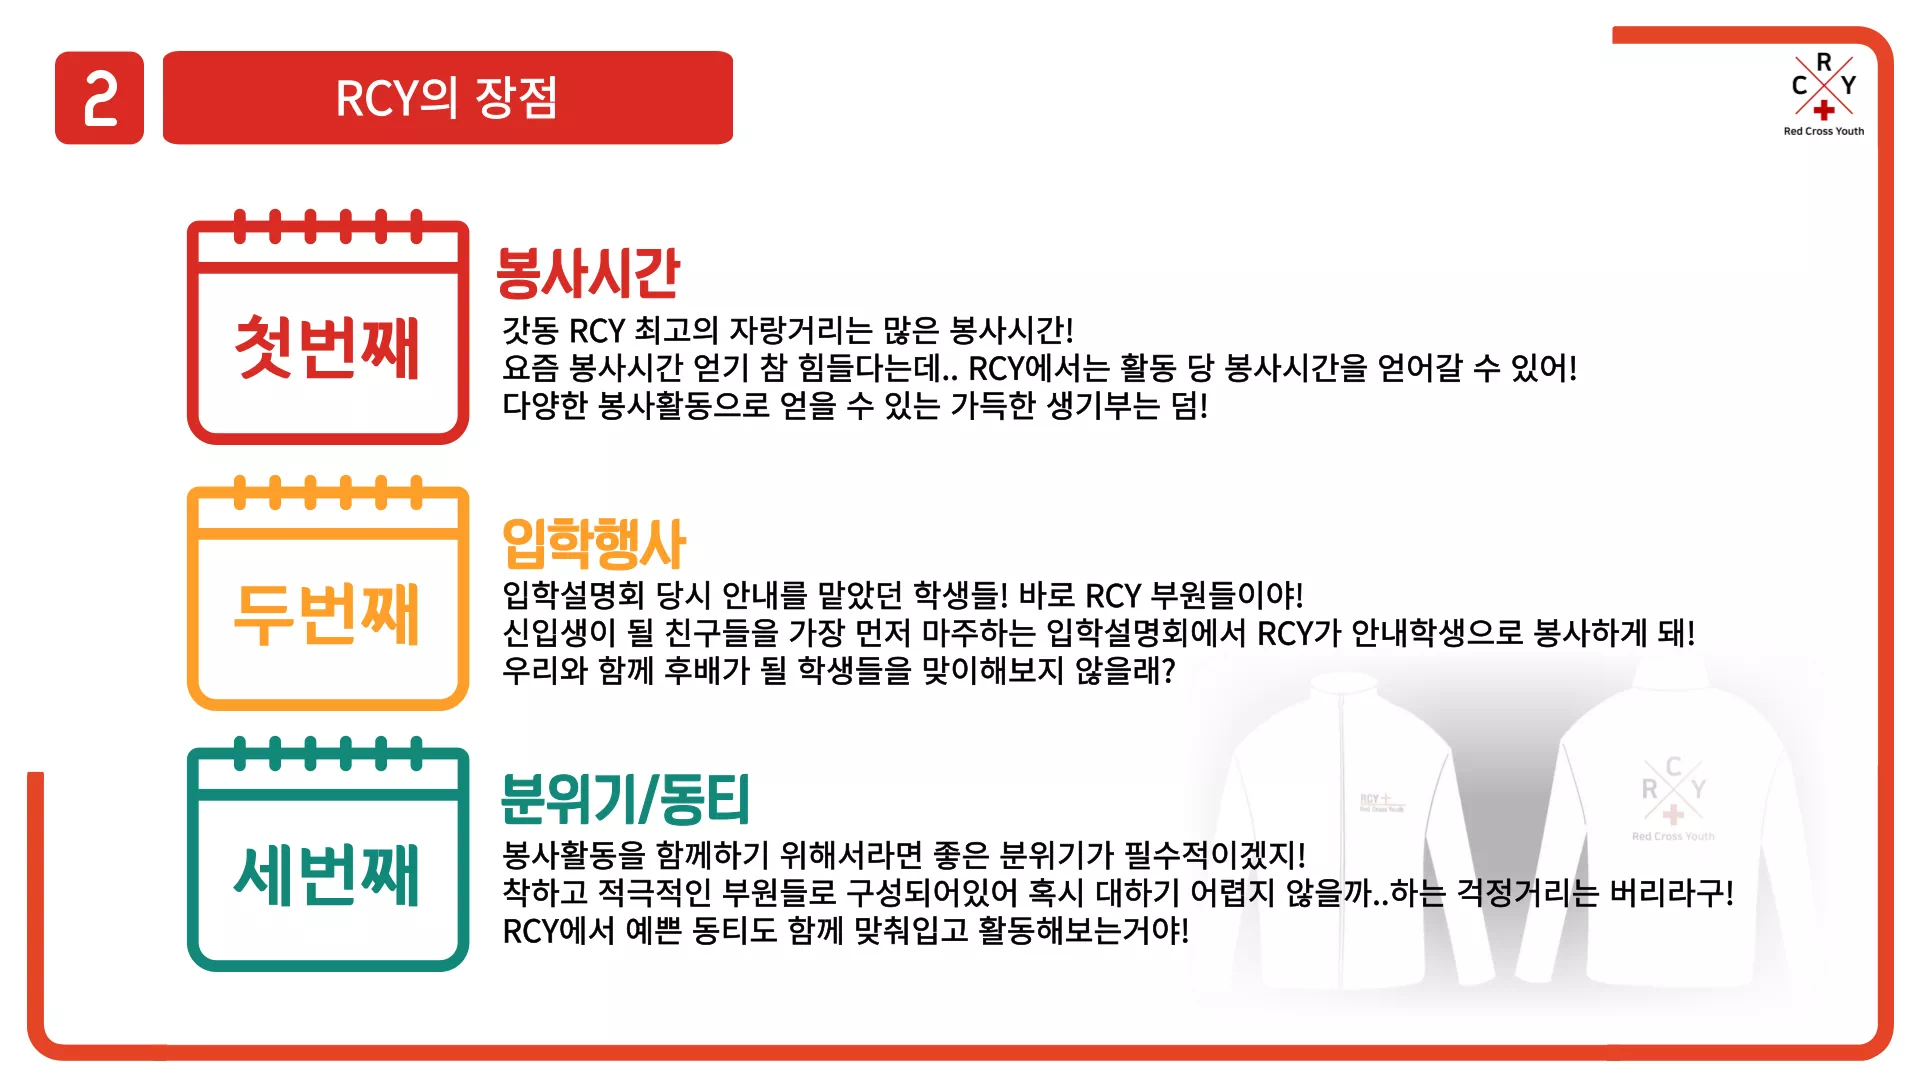 2
RCY의 장점
R
C Y
Red Cross Youth
첫번째
봉사시간
갓동 RCY 최고의 자랑거리는 많은 봉사시간!
요즘 봉사시간 얻기 참 힘들다는데.. RCY에서는 활동 당 봉사시간을 얻어갈 수 있어!
다양한 봉사활동으로 얻을 수 있는 가득한 생기부는 덤!
두번째
입학행사
입학설명회 당시 안내를 맡았던 학생들! 바로 RCY 부원들이야!
신입생이 될 친구들을 가장 먼저 마주하는 입학설명회에서 RCY가 안내학생으로 봉사하게 돼!
우리와 함께 후배가 될 학생들을 맞이해보지 않을래?
세번째
분위기/동티
봉사활동을 함께하기 위해서라면 좋은 분위기가 필수적이겠지!
착하고 적극적인 부원들로 구성되어있어 혹시 대하기 어렵지 않을까..하는 걱정거리는 버리라구!
RCY에서 예쁜 동티도 함께 맞춰입고 활동해보는거야!
RCY
Red Cross Youth
C
R Y
Red Cross Youth